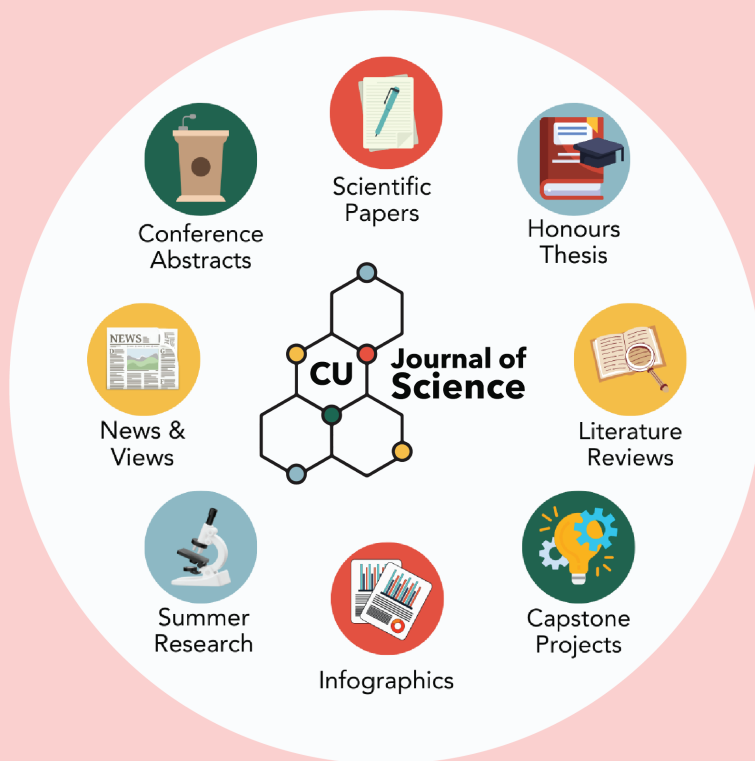 Scientific
Papers
Conference
Abstracts
Honours
Thesis
NEWS
CU
Journal of
Science
News &
Views
Literature
Reviews
Summer
Research
Capstone
Projects
Infographics